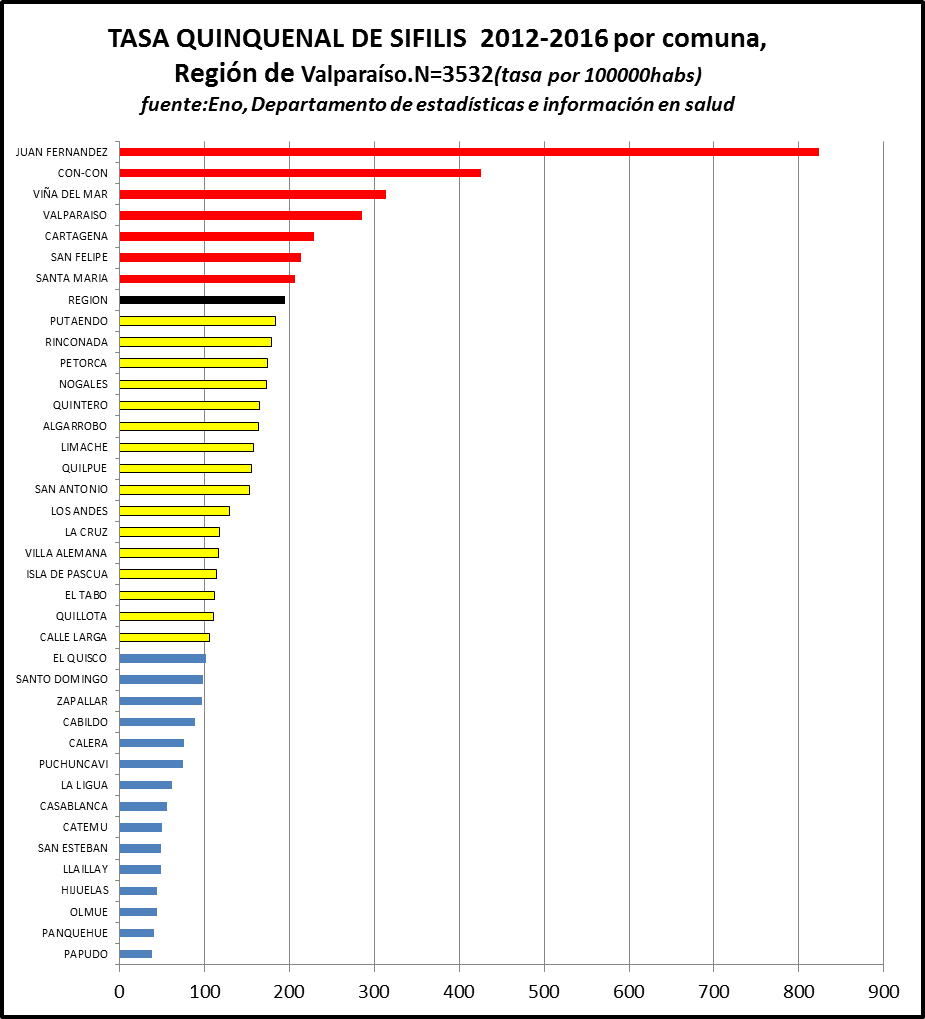 TASA QUINQUENAL DE SIFILIS 2012-2016 por comuna,
Región de Valparaíso.N=3532(tasa por 100000habs)
fuente:Eno, Departamento de estadísticas e información en salud
JUAN FERNANDEZ
CON-CON
VIÑA DEL MAR
VALPARAISO
CARTAGENA
SAN FELIPE
SANTA MARIA
REGION
PUTAENDO
RINCONADA
PETORCA
NOGALES
QUINTERO
ALGARROBO
LIMACHE
QUILPUE
SAN ANTONIO
LOS ANDES
LA CRUZ
VILLA ALEMANA
ISLA DE PASCUA
EL TABO
QUILLOTA
CALLE LARGA
EL QUISCO
SANTO DOMINGO
ZAPALLAR
CABILDO
CALERA
PUCHUNCAVI
LA LIGUA
CASABLANCA
CATEMU
SAN ESTEBAN
LLAILLAY
HIJUELAS
OLMUE
PANQUEHUE
PAPUDO
0 100 200 300 400 500 600 700 800 900